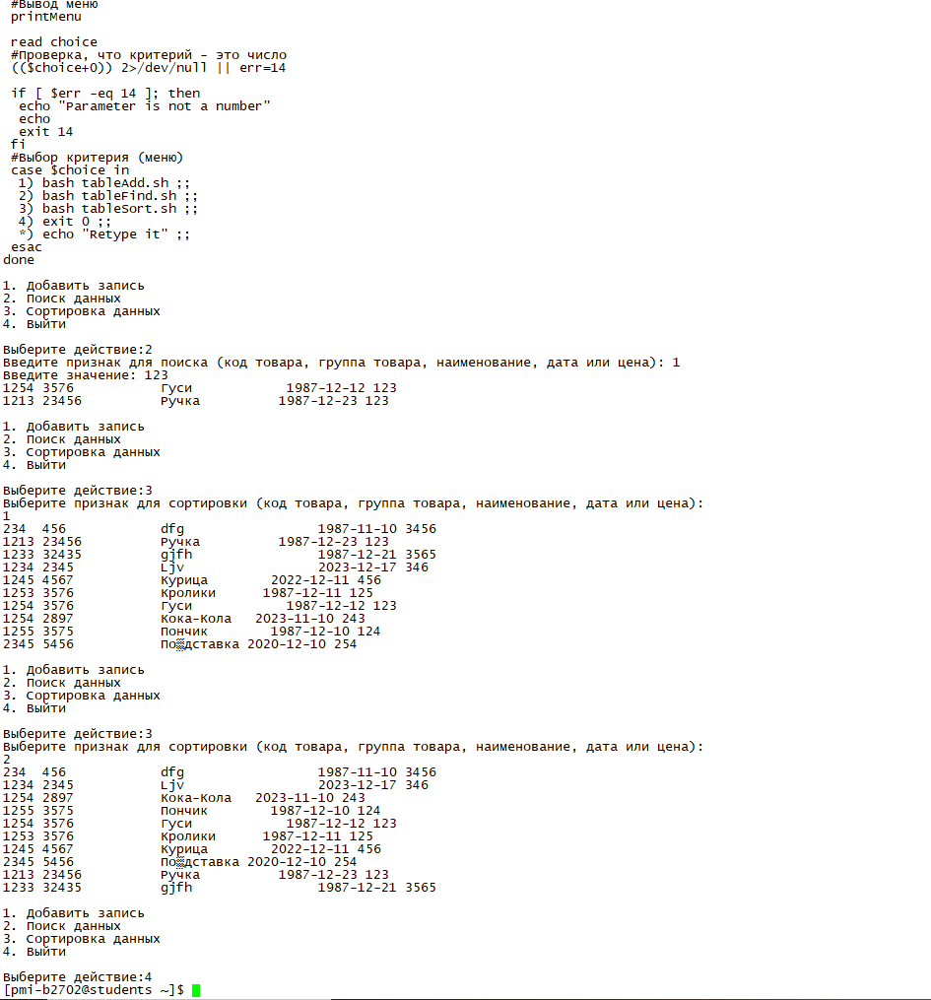 #Вывод меню
 printMenu

 read choice
 #Проверка, что критерий – это число
 (($choice+0)) 2>/dev/null || err=14

 if [ $err -eq 14 ]; then
  echo "Parameter is not a number"
  echo
  exit 14
 fi
 #Выбор критерия (меню)
 case $choice in
  1) bash tableAdd.sh ;;
  2) bash tableFind.sh ;;
  3) bash tableSort.sh ;;
  4) exit 0 ;;
  *) echo "Retype it" ;;
 esac
done

1. Добавить запись
2. Поиск данных
3. Сортировка данных
4. Выйти

Выберите действие:2
Введите признак для поиска (код товара, группа товара, наименование, дата или цена): 1
Введите значение: 123
1254 3576           Гуси            1987-12-12 123
1213 23456          Ручка          1987-12-23 123

1. Добавить запись
2. Поиск данных
3. Сортировка данных
4. Выйти

Выберите действие:3
Выберите признак для сортировки (код товара, группа товара, наименование, дата или цена):
1
234  456            dfg                 1987-11-10 3456
1213 23456          Ручка          1987-12-23 123
1233 32435          gjfh                1987-12-21 3565
1234 2345           Ljv                 2023-12-17 346
1245 4567           Курица        2022-12-11 456
1253 3576           Кролики      1987-12-11 125
1254 3576           Гуси            1987-12-12 123
1254 2897           Кока-Кола   2023-11-10 243
1255 3575           Пончик        1987-12-10 124
2345 5456           По▒дставка 2020-12-10 254

1. Добавить запись
2. Поиск данных
3. Сортировка данных
4. Выйти

Выберите действие:3
Выберите признак для сортировки (код товара, группа товара, наименование, дата или цена):
2
234  456            dfg                 1987-11-10 3456
1234 2345           Ljv                 2023-12-17 346
1254 2897           Кока-Кола   2023-11-10 243
1255 3575           Пончик        1987-12-10 124
1254 3576           Гуси            1987-12-12 123
1253 3576           Кролики      1987-12-11 125
1245 4567           Курица        2022-12-11 456
2345 5456           По▒дставка 2020-12-10 254
1213 23456          Ручка          1987-12-23 123
1233 32435          gjfh                1987-12-21 3565

1. Добавить запись
2. Поиск данных
3. Сортировка данных
4. Выйти

Выберите действие:4
[pmi-b2702@students ~]$